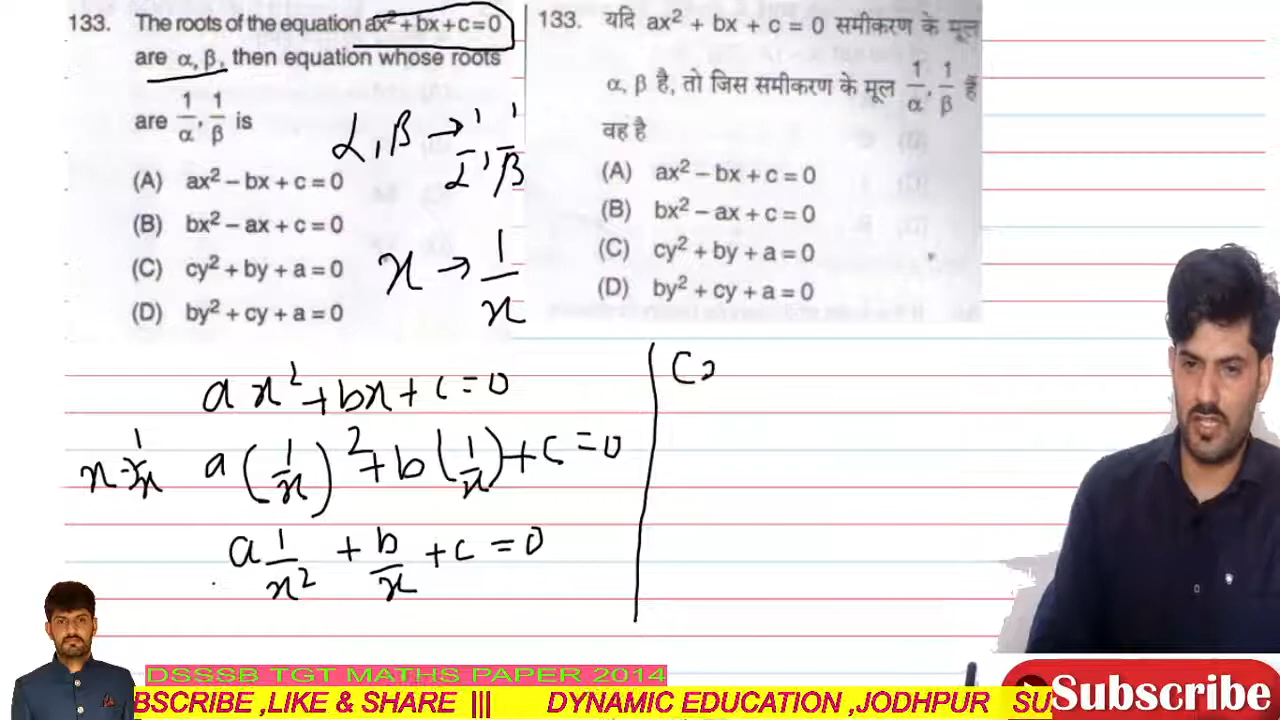 133. The roots of the equation ax² + bx + c = 0
are α, β, then equation whose roots
are 1/α, 1/β is
(A) ax² − bx + c = 0
(B) bx² − ax + c = 0
(C) cy² + by + a = 0
(D) by² + cy + a = 0
α, β → 1/α, 1/β
x → 1/x
133. यदि ax² + bx + c = 0 समीकरण के मूल
α, β है, तो जिस समीकरण के मूल 1/α, 1/β हैं
वह है
(A) ax² − bx + c = 0
(B) bx² − ax + c = 0
(C) cy² + by + a = 0
(D) by² + cy + a = 0
ax² + bx + c = 0
x → 1/x a(1/x)² + b(1/x) + c = 0
a 1/x² + b/x + c = 0
DSSSB TGT MATHS PAPER 2014
BSCRIBE ,LIKE & SHARE ||| DYNAMIC EDUCATION ,JODHPUR SU
Subscribe